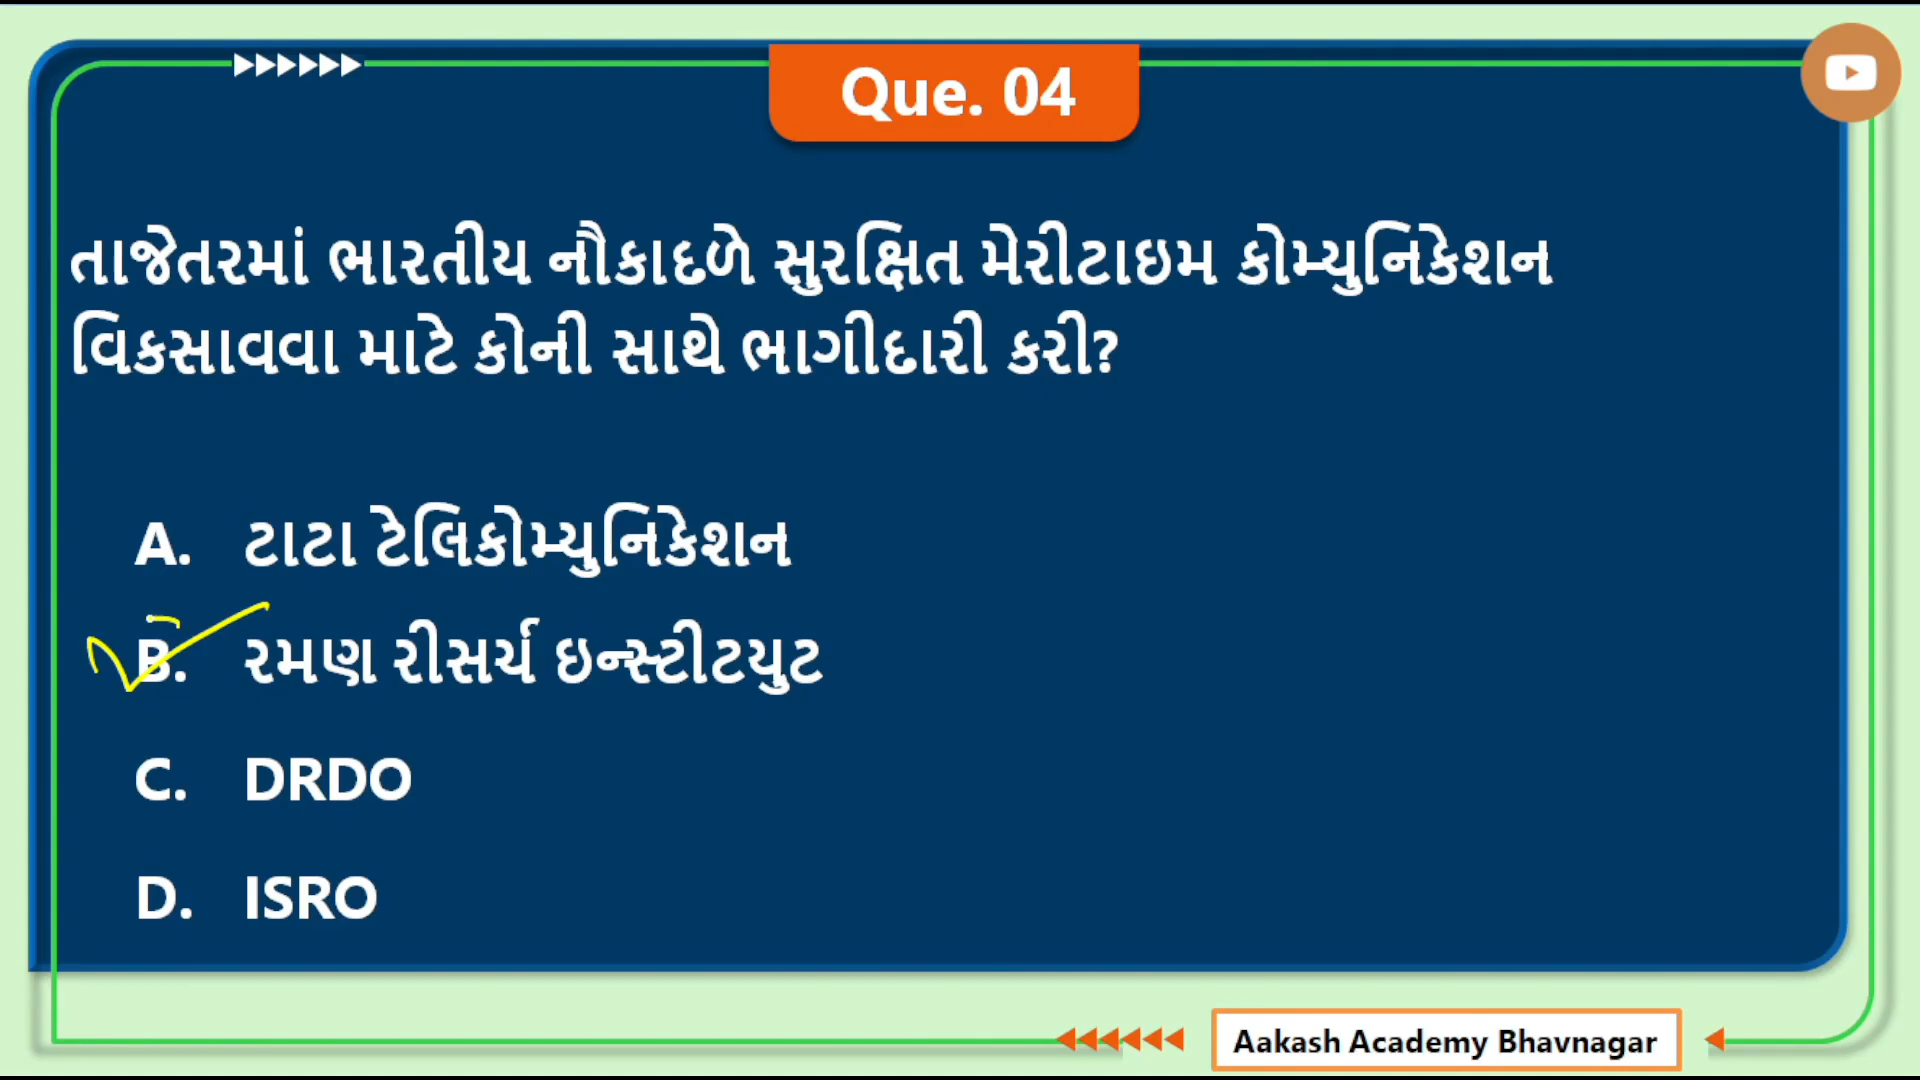 Que. 04
તાજેતરમાં ભારતીય નૌકાદળે સુરક્ષિત મેરીટાઇમ કોમ્યુનિકેશન
વિકસાવવા માટે કોની સાથે ભાગીદારી કરી?
A. ટાટા ટેલિકોમ્યુનિકેશન
B. રમણ રીસર્ચ ઇન્સ્ટીટયુટ
C. DRDO
D. ISRO
Aakash Academy Bhavnagar